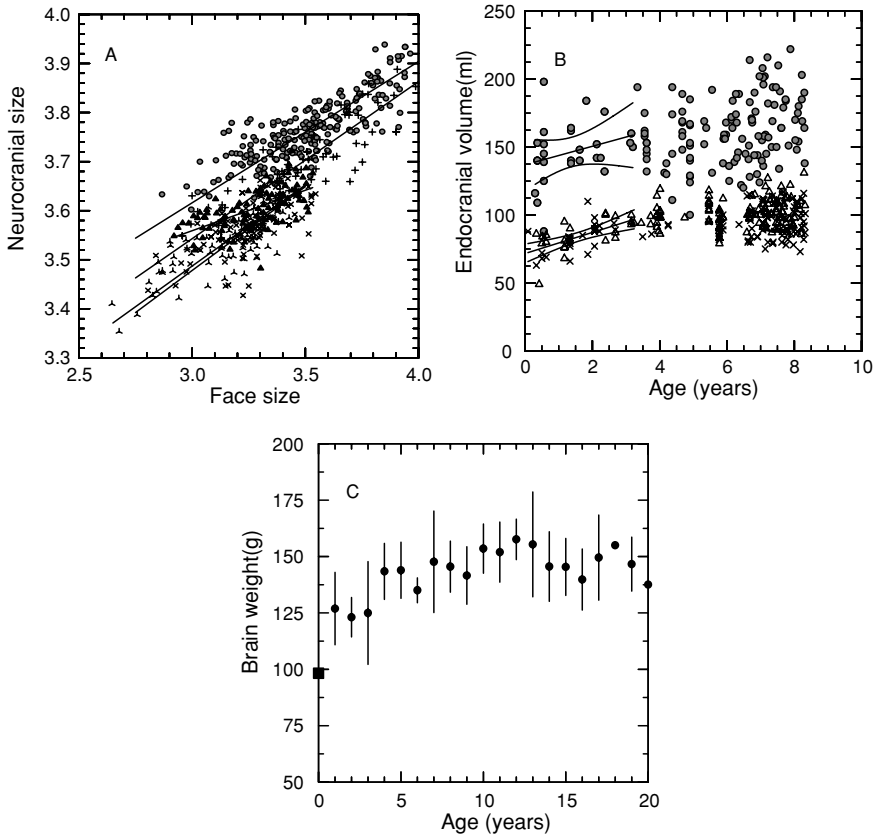 A
Neurocranial size
4.0
3.9
3.8
3.7
3.6
3.5
3.4
3.3
2.5 3.0 3.5 4.0
Face size
B
Endocranial volume(ml)
250
200
150
100
50
0
0 2 4 6 8 10
Age (years)
C
Brain weight(g)
200
175
150
125
100
75
50
0 5 10 15 20
Age (years)